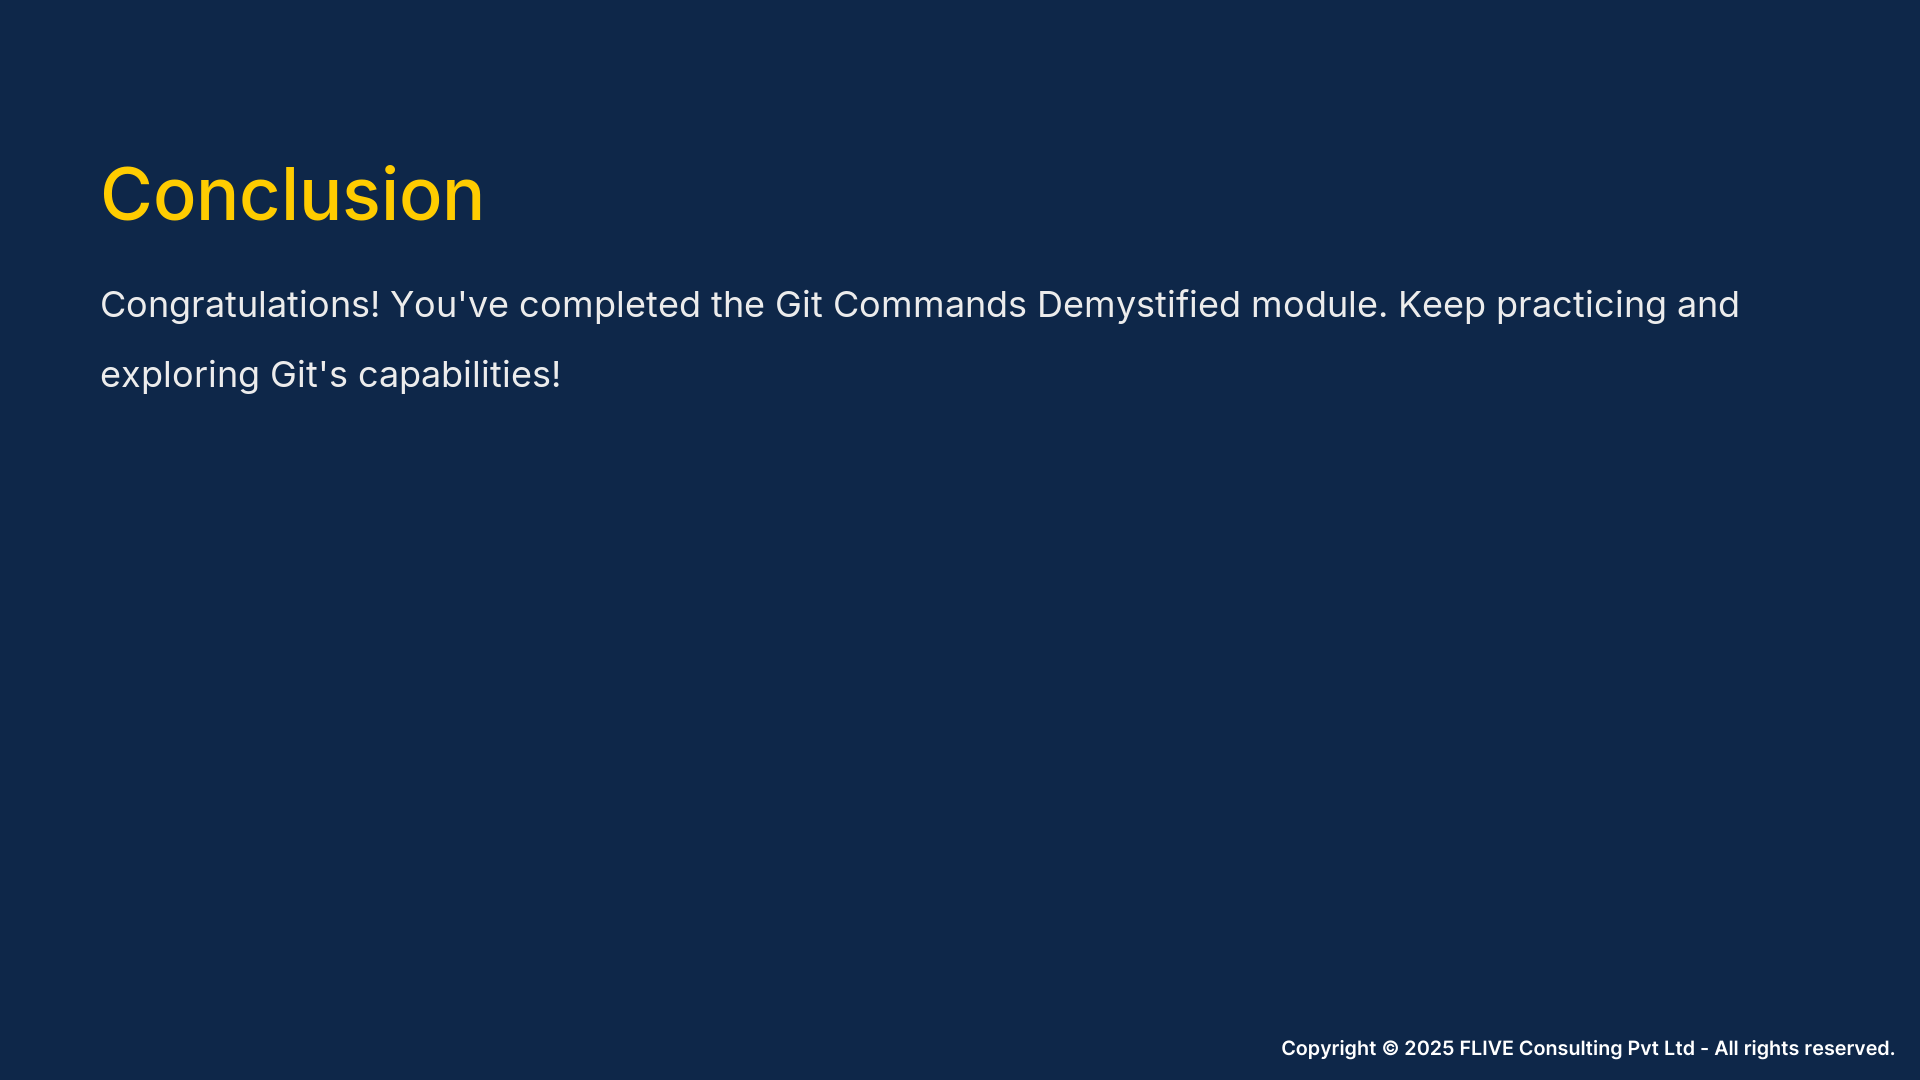 Conclusion
Congratulations! You've completed the Git Commands Demystified module. Keep practicing and
exploring Git's capabilities!
Copyright © 2025 FLIVE Consulting Pvt Ltd - All rights reserved.